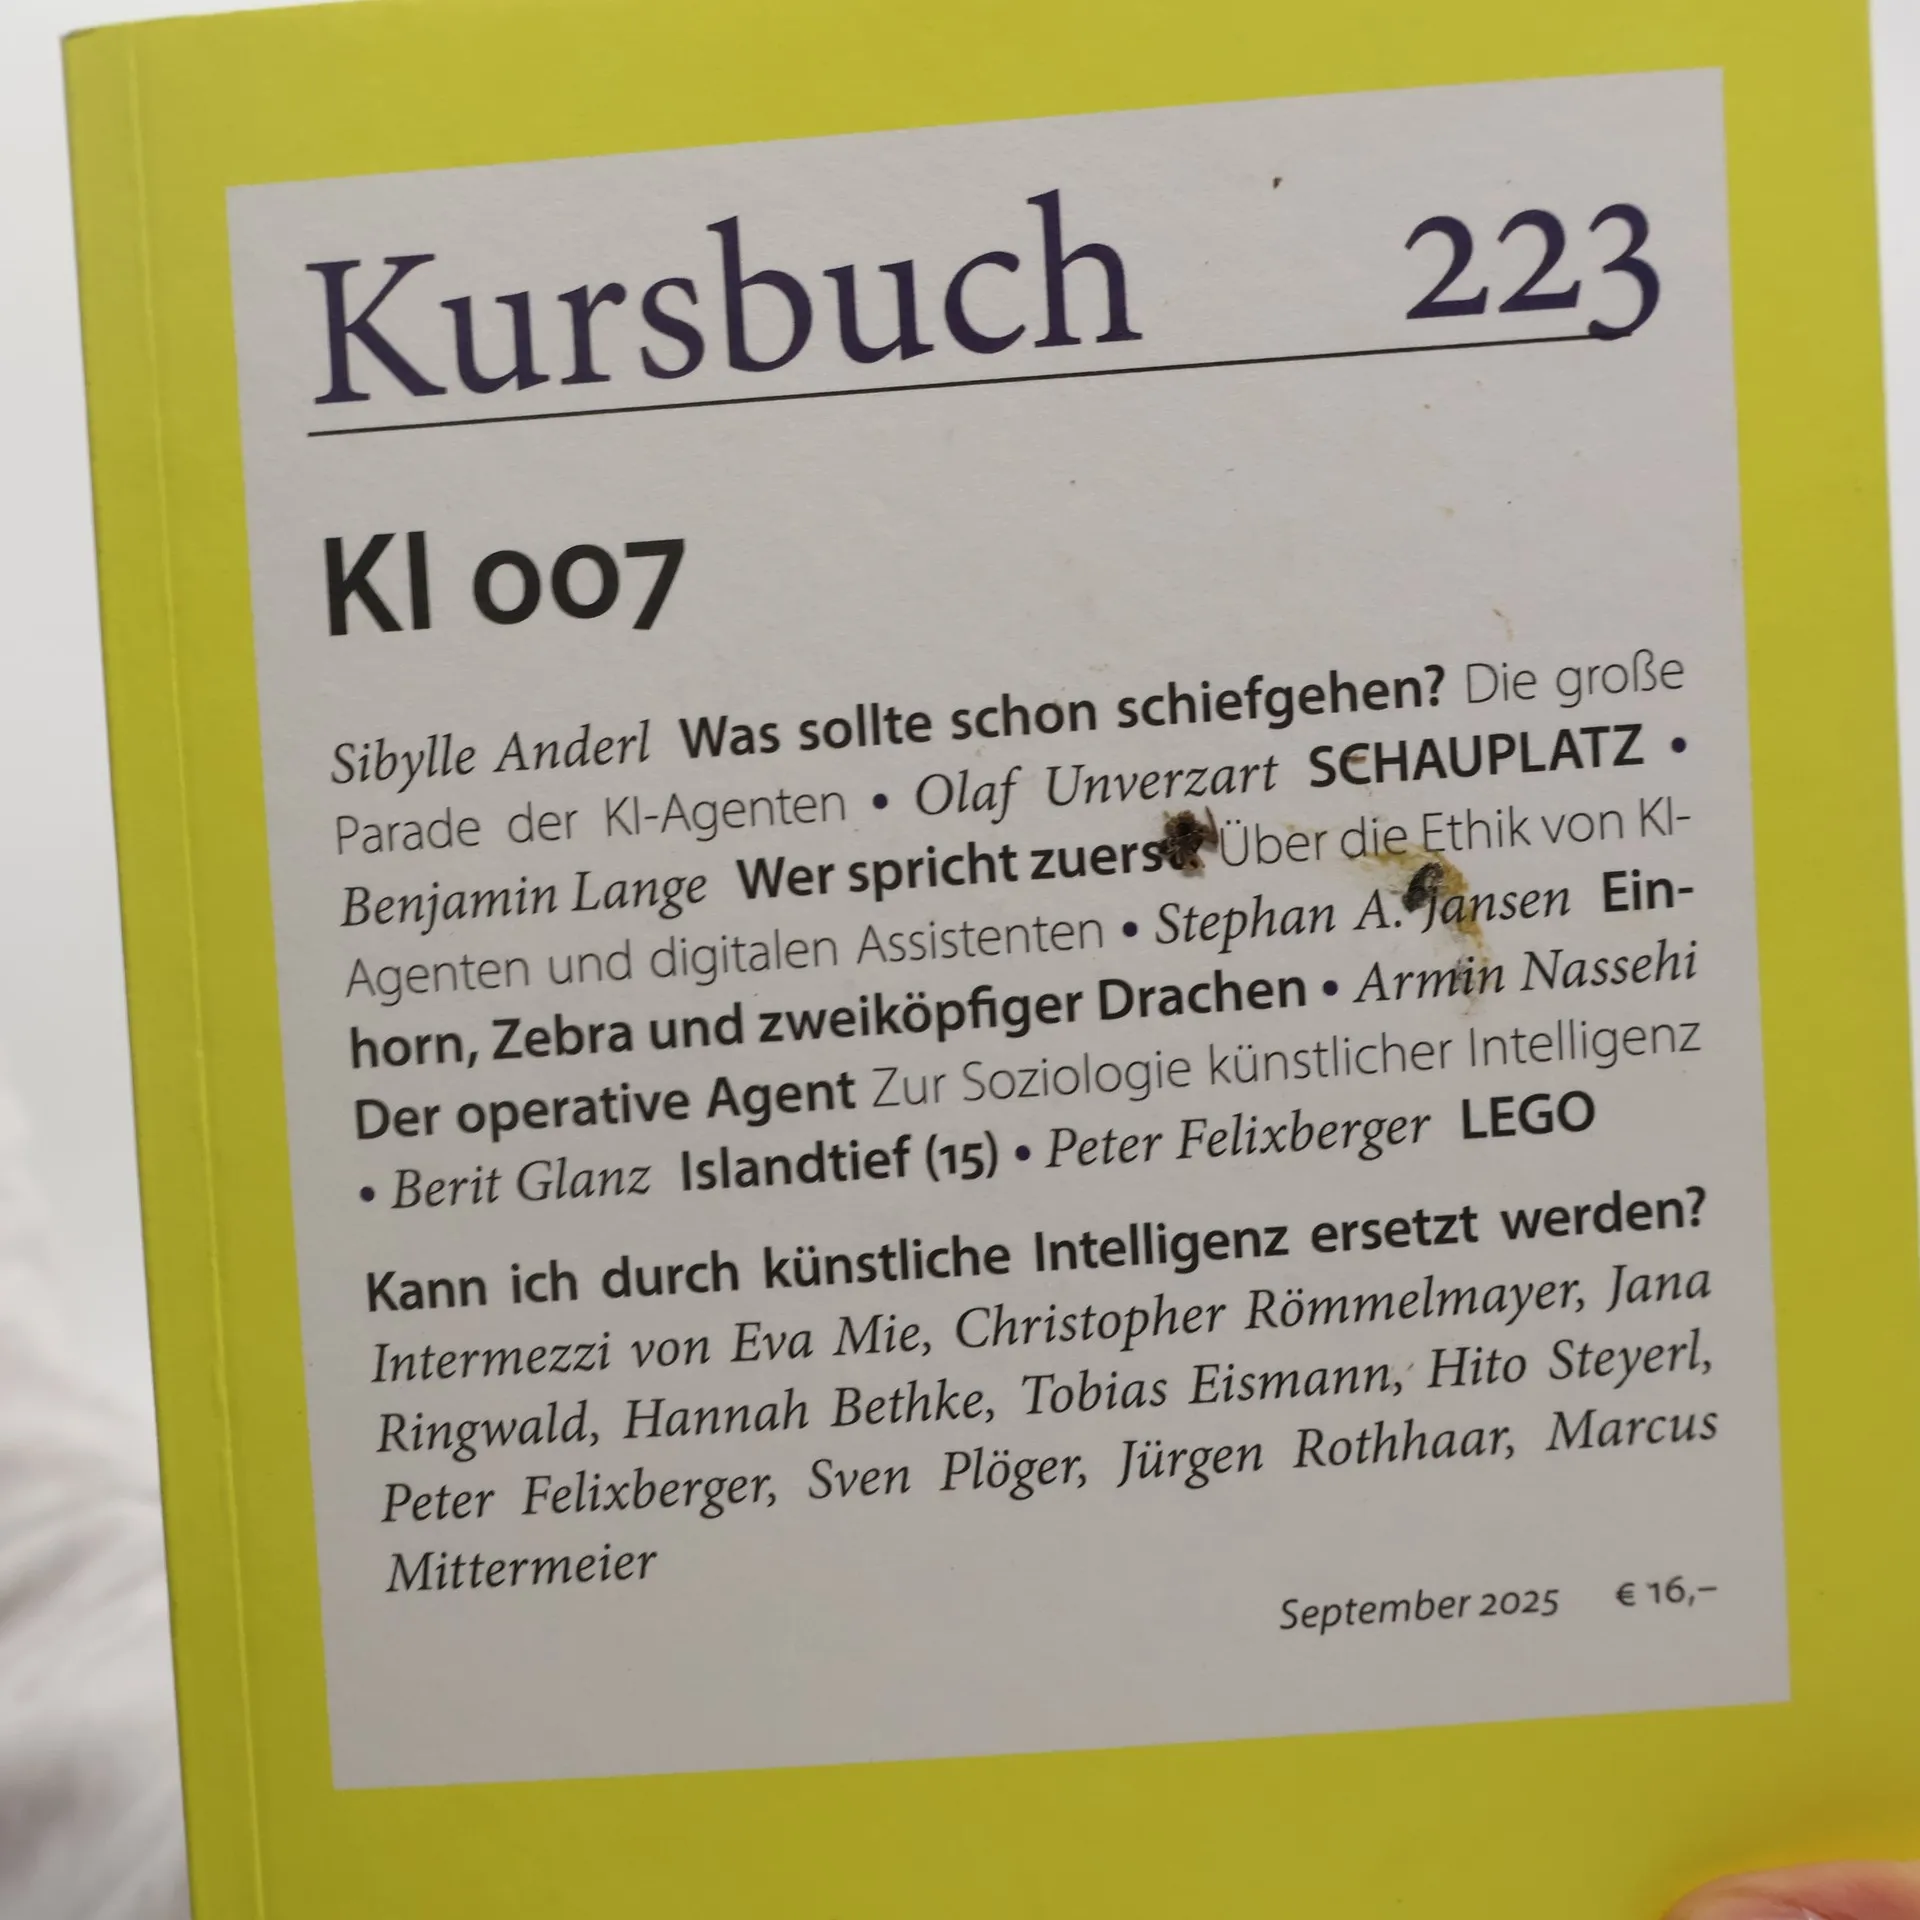 Kursbuch 223
KI 007
Sibylle Anderl Was sollte schon schiefgehen? Die große
Parade der KI-Agenten • Olaf Unverzart SCHAUPLATZ •
Benjamin Lange Wer spricht zuerst? Über die Ethik von KI-
Agenten und digitalen Assistenten • Stephan A. Jansen Ein-
horn, Zebra und zweiköpfiger Drachen • Armin Nassehi
Der operative Agent Zur Soziologie künstlicher Intelligenz
• Berit Glanz Islandtief (15) • Peter Felixberger LEGO
Kann ich durch künstliche Intelligenz ersetzt werden?
Intermezzi von Eva Mie, Christopher Römmelmayer, Jana
Ringwald, Hannah Bethke, Tobias Eismann, Hito Steyerl,
Peter Felixberger, Sven Plöger, Jürgen Rothhaar, Marcus
Mittermeier
September 2025 € 16,–